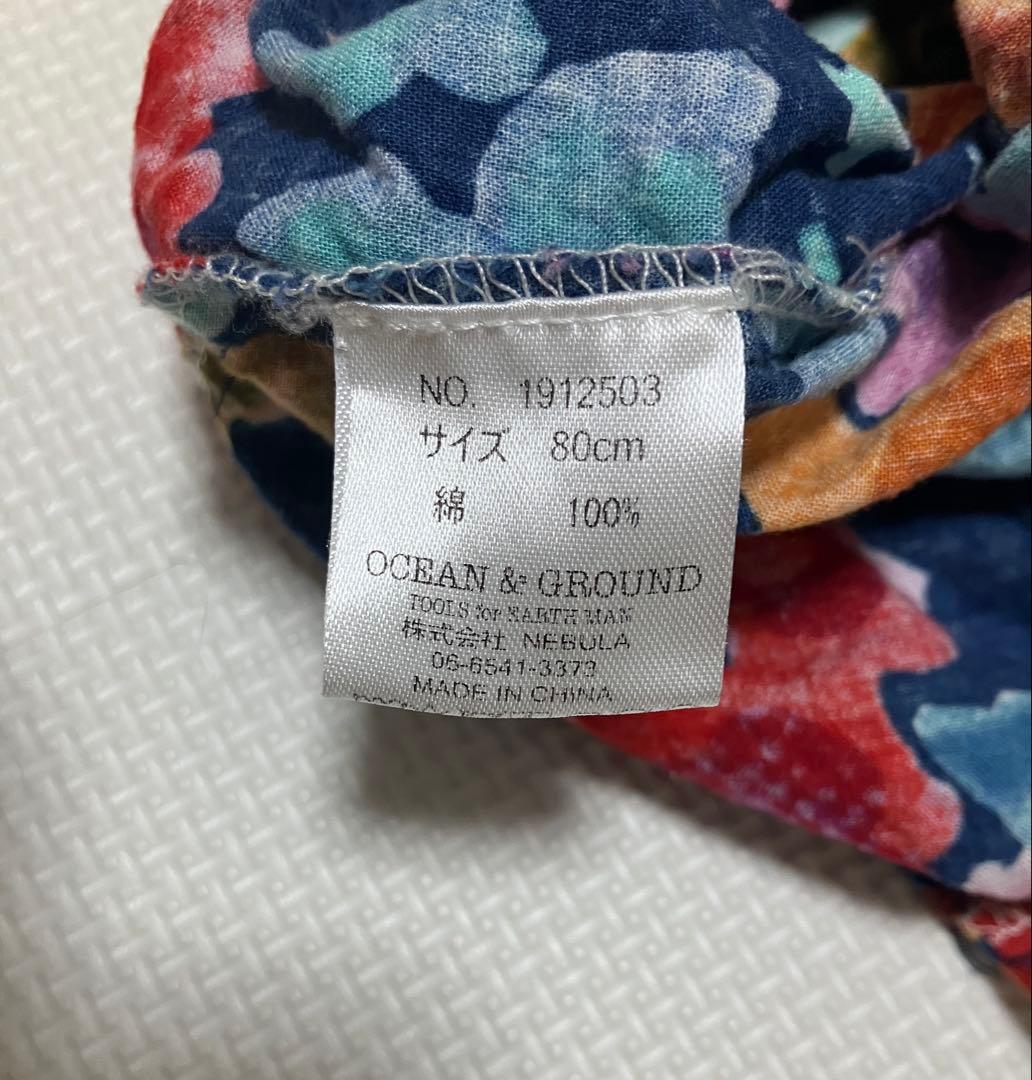 NO. 1912503
サイズ 80cm
綿 100%
OCEAN & GROUND
TOOLS for EARTH MAN
株式会社 NEBULA
06-6541-3373
MADE IN CHINA